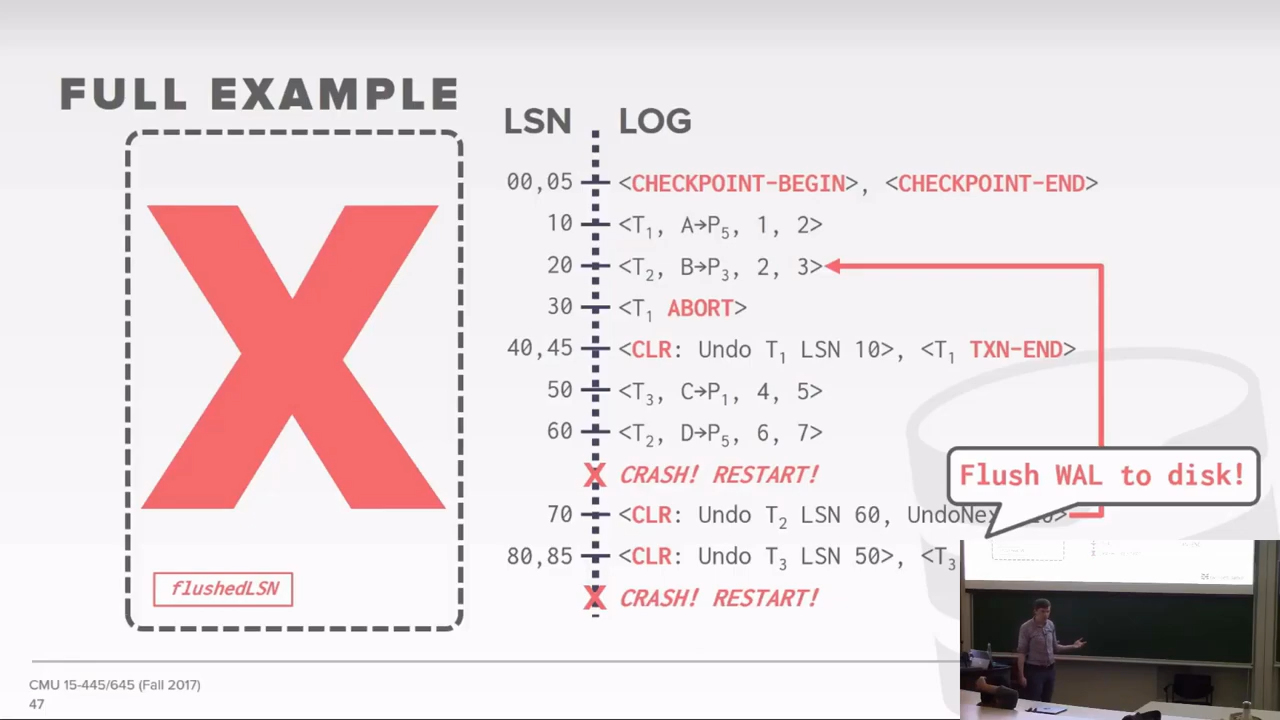 FULL EXAMPLE
LSN LOG
00,05 <CHECKPOINT-BEGIN>, <CHECKPOINT-END>
10 <T1, A→P5, 1, 2>
20 <T2, B→P3, 2, 3>
30 <T1 ABORT>
40,45 <CLR: Undo T1 LSN 10>, <T1 TXN-END>
50 <T3, C→P1, 4, 5>
60 <T2, D→P5, 6, 7>
X CRASH! RESTART!
Flush WAL to disk!
70 <CLR: Undo T2 LSN 60,
80,85 <CLR: Undo T3 LSN 50>, <T3
X CRASH! RESTART!
X
flushedLSN
CMU 15-445/645 (Fall 2017)
47